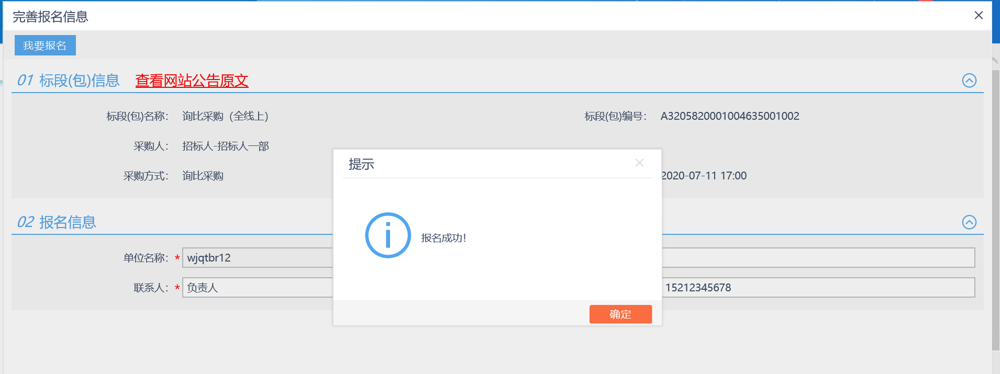 完善报名信息
我要报名
01 标段(包)信息 查看网站公告原文
标段(包)名称： 询比采购（全线上） 标段(包)编号： A3205820001004635001002
采购人： 招标人-招标人一部
提示
采购方式： 询比采购 2020-07-11 17:00
02 报名信息
报名成功！
单位名称：* wjqtbr12
联系人：* 负责人 15212345678
确定